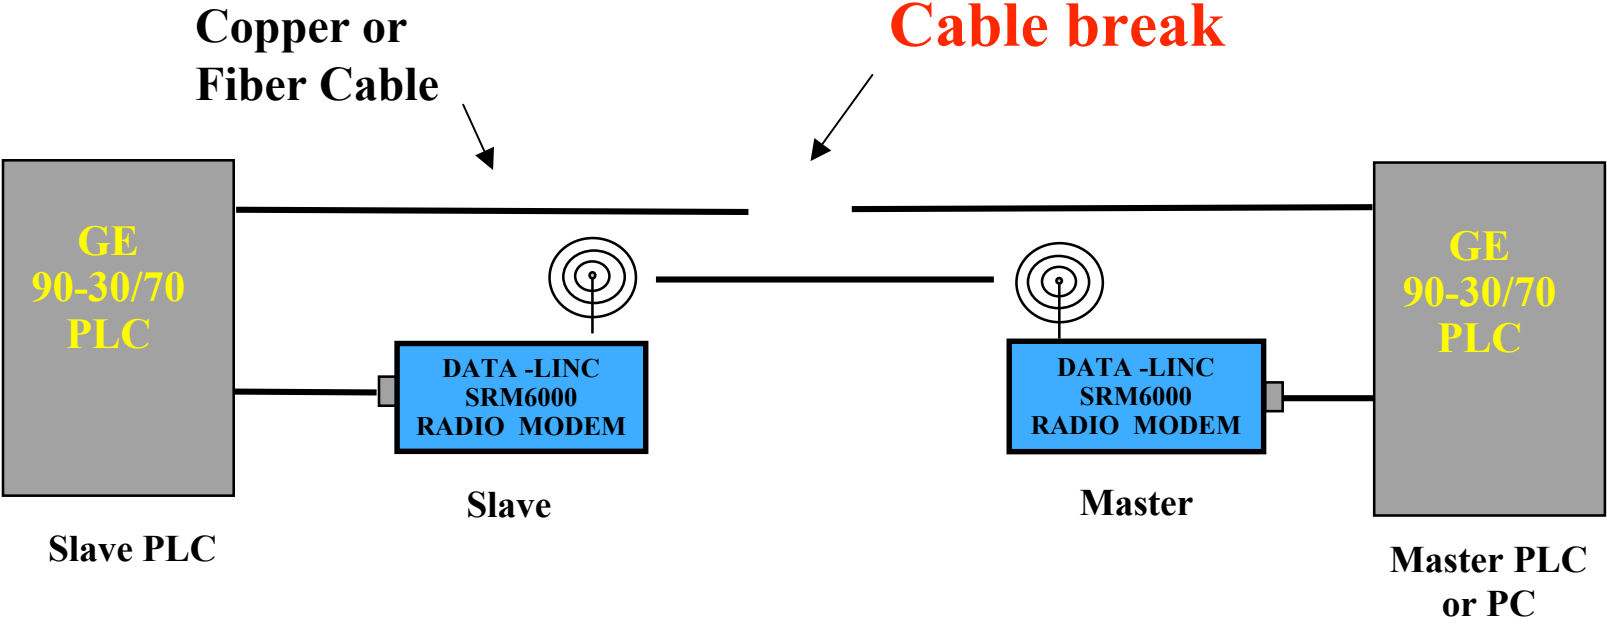 Copper or
Fiber Cable
Cable break
GE
90-30/70
PLC
DATA -LINC
SRM6000
RADIO MODEM
Slave
Slave PLC
DATA -LINC
SRM6000
RADIO MODEM
Master
GE
90-30/70
PLC
Master PLC
or PC